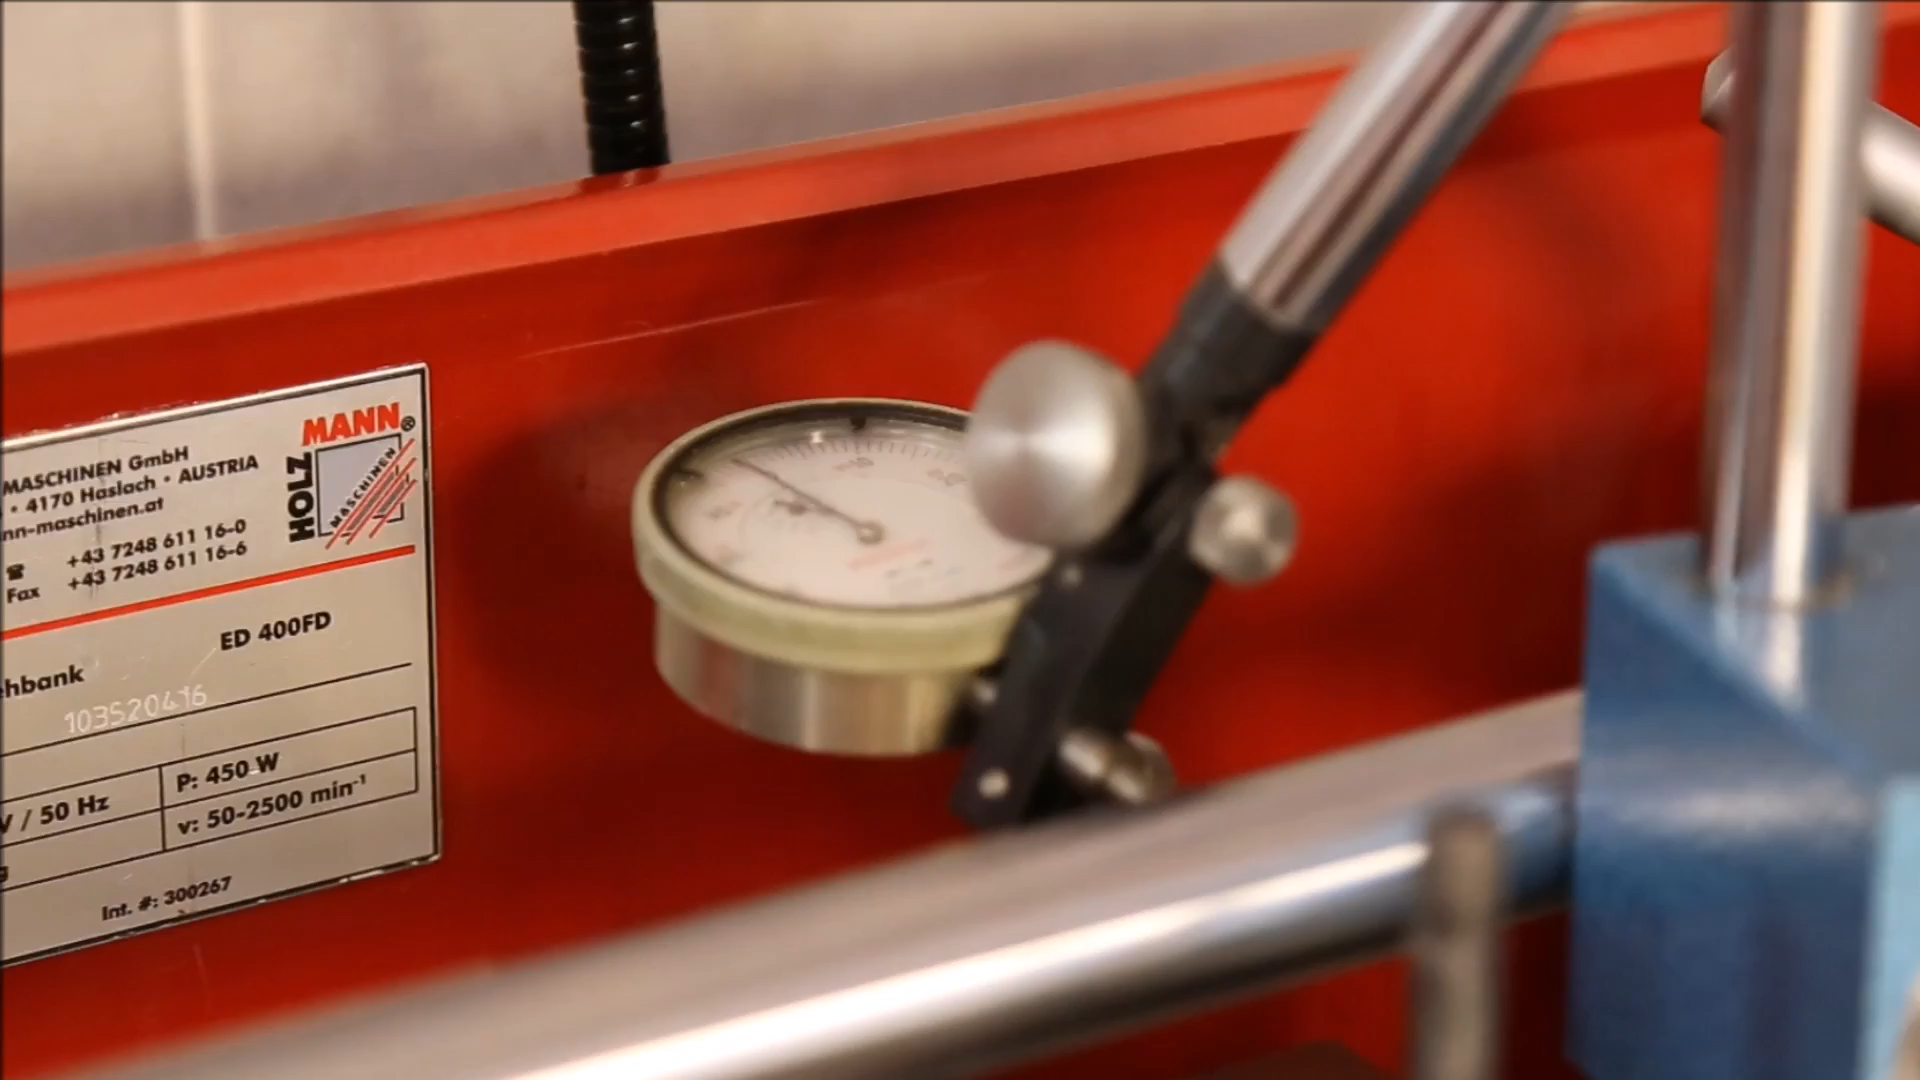 MASCHINEN GmbH
• 4170 Haslach • AUSTRIA
nn-maschinen.at
+43 7248 611 16-0
Fax +43 7248 611 16-6
MANN®
HOLZ
MASCHINEN
ED 400FD
hbank
103520416
V / 50 Hz
P: 450 W
v: 50-2500 min⁻¹
g
Int. #: 300267